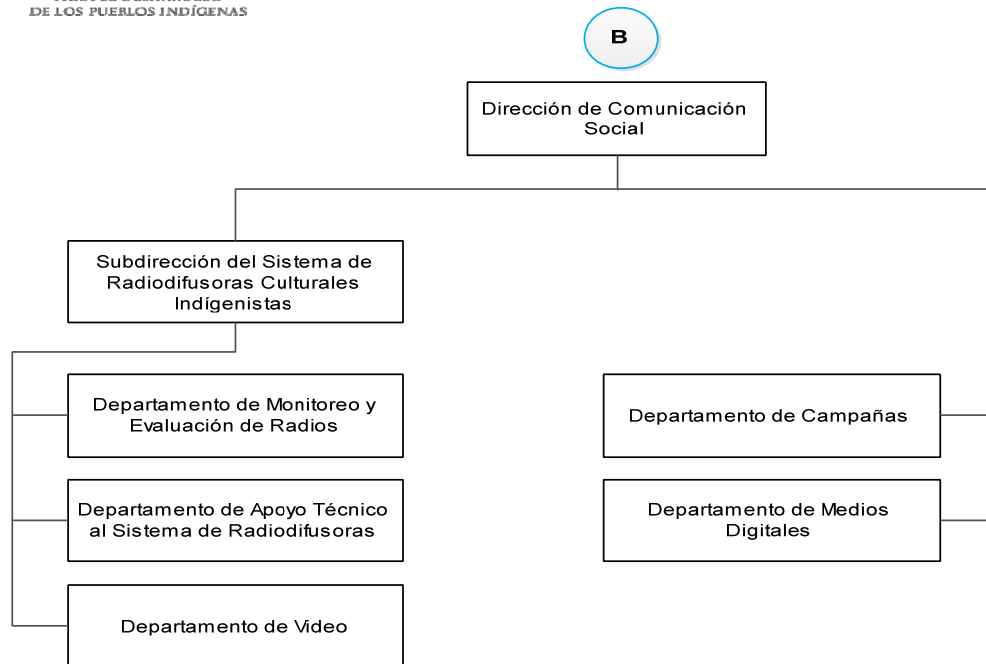 DE LOS PUEBLOS INDÍGENAS
B
Dirección de Comunicación
Social
Subdirección del Sistema de
Radiodifusoras Culturales
Indígenistas
Departamento de Monitoreo y
Evaluación de Radios
Departamento de Campañas
Departamento de Apoyo Técnico
al Sistema de Radiodifusoras
Departamento de Medios
Digitales
Departamento de Video